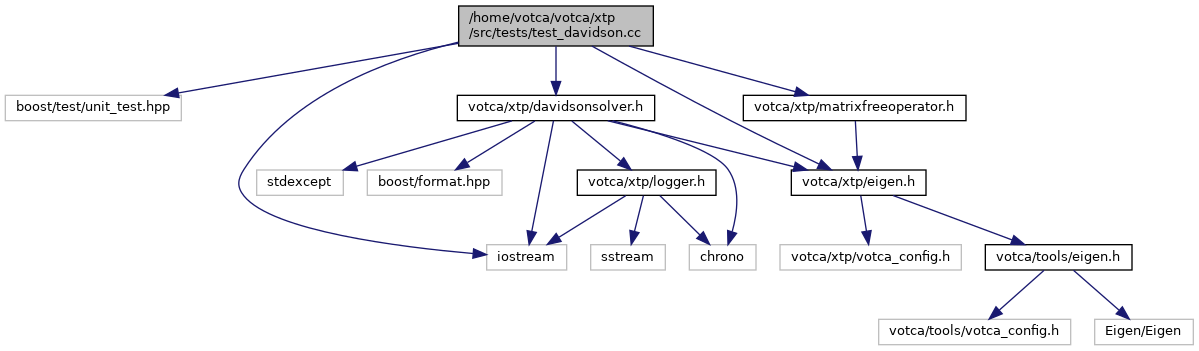 /home/votca/votca/xtp
/src/tests/test_davidson.cc
boost/test/unit_test.hpp
votca/xtp/davidsonsolver.h
votca/xtp/matrixfreeoperator.h
stdexcept
boost/format.hpp
votca/xtp/logger.h
votca/xtp/eigen.h
iostream
sstream
chrono
votca/xtp/votca_config.h
votca/tools/eigen.h
votca/tools/votca_config.h
Eigen/Eigen